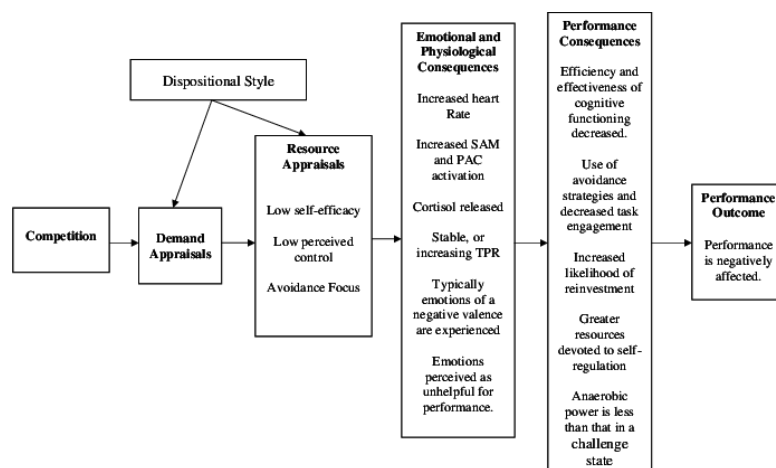 Dispositional Style
Competition
Demand
Appraisals
Resource
Appraisals
Low self-efficacy
Low perceived
control
Avoidance Focus
Emotional and
Physiological
Consequences
Increased heart
Rate
Increased SAM
and PAC
activation
Cortisol released
Stable, or
increasing TPR
Typically
emotions of a
negative valence
are experienced
Emotions
perceived as
unhelpful for
performance.
Performance
Consequences
Efficiency and
effectiveness of
cognitive
functioning
decreased.
Use of
avoidance
strategies and
decreased task
engagement
Increased
likelihood of
reinvestment
Greater
resources
devoted to self-
regulation
Anaerobic
power is less
than that in a
challenge
state
Performance
Outcome
Performance
is negatively
affected.